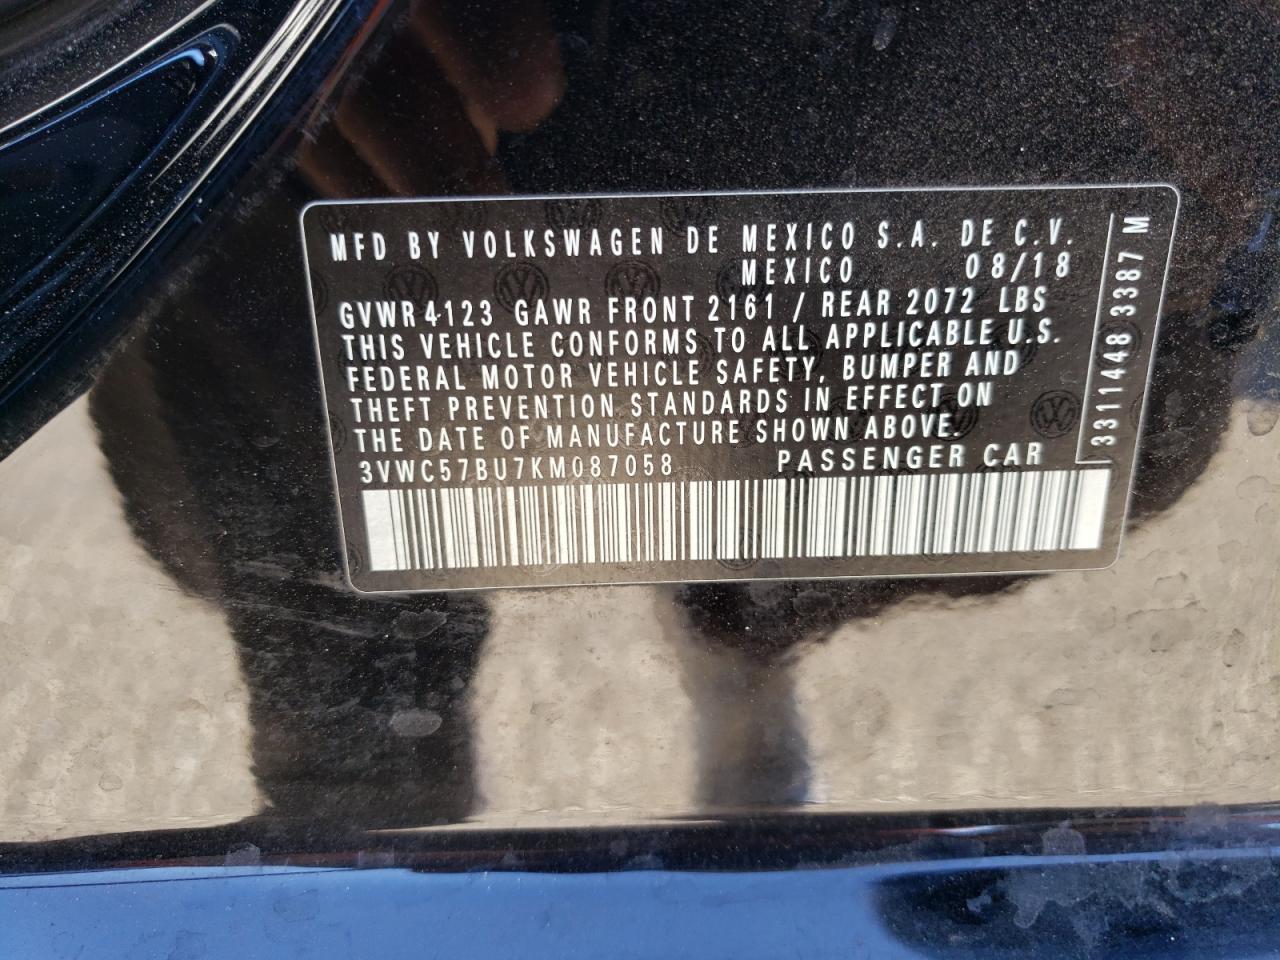 MFD BY VOLKSWAGEN DE MEXICO S.A. DE C.V.
MEXICO 08/18
GVWR 4123 GAWR FRONT 2161 / REAR 2072 LBS
THIS VEHICLE CONFORMS TO ALL APPLICABLE U.S.
FEDERAL MOTOR VEHICLE SAFETY, BUMPER AND
THEFT PREVENTION STANDARDS IN EFFECT ON
THE DATE OF MANUFACTURE SHOWN ABOVE.
3VWC57BU7KM087058 PASSENGER CAR
3311148 3387 M